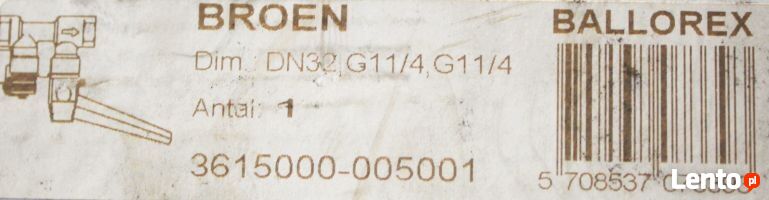 BROEN
BALLOREX
Dim.: DN32,G11/4,G11/4
Antal: 1
3615000-005001
5 708537
Lento.pl